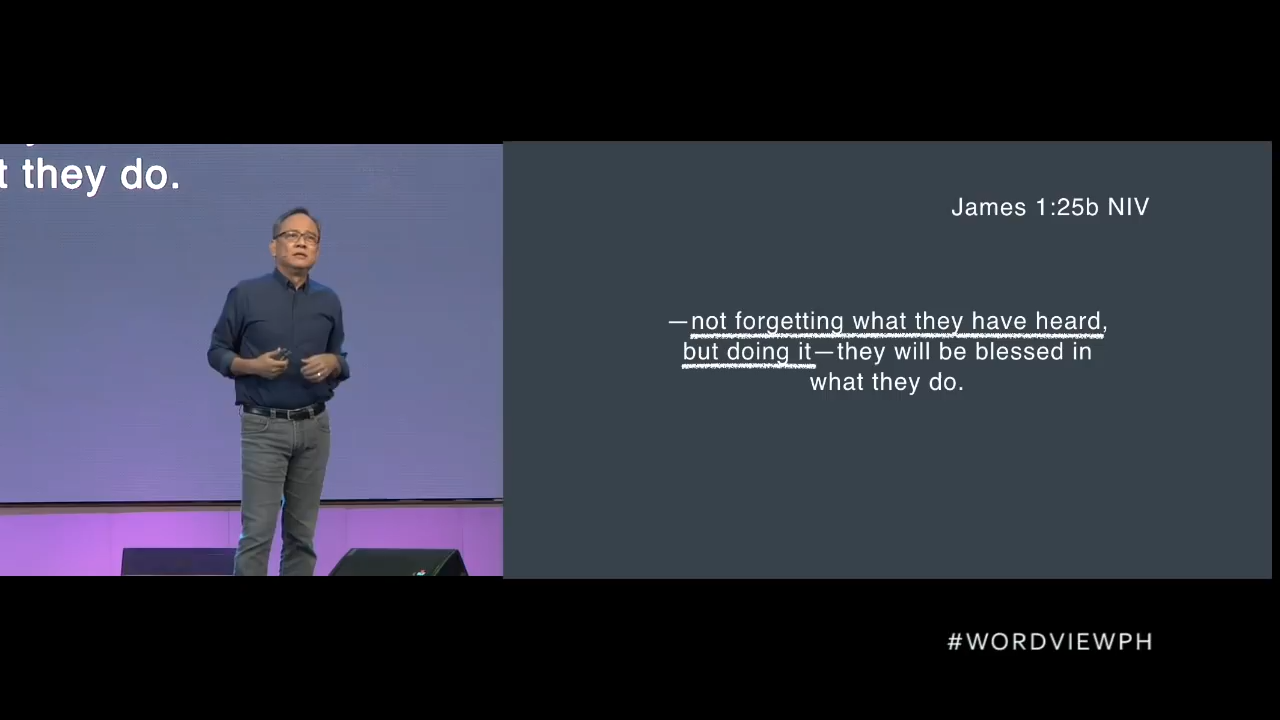 t they do.
James 1:25b NIV
—not forgetting what they have heard,
but doing it—they will be blessed in
what they do.
#WORDVIEWPH